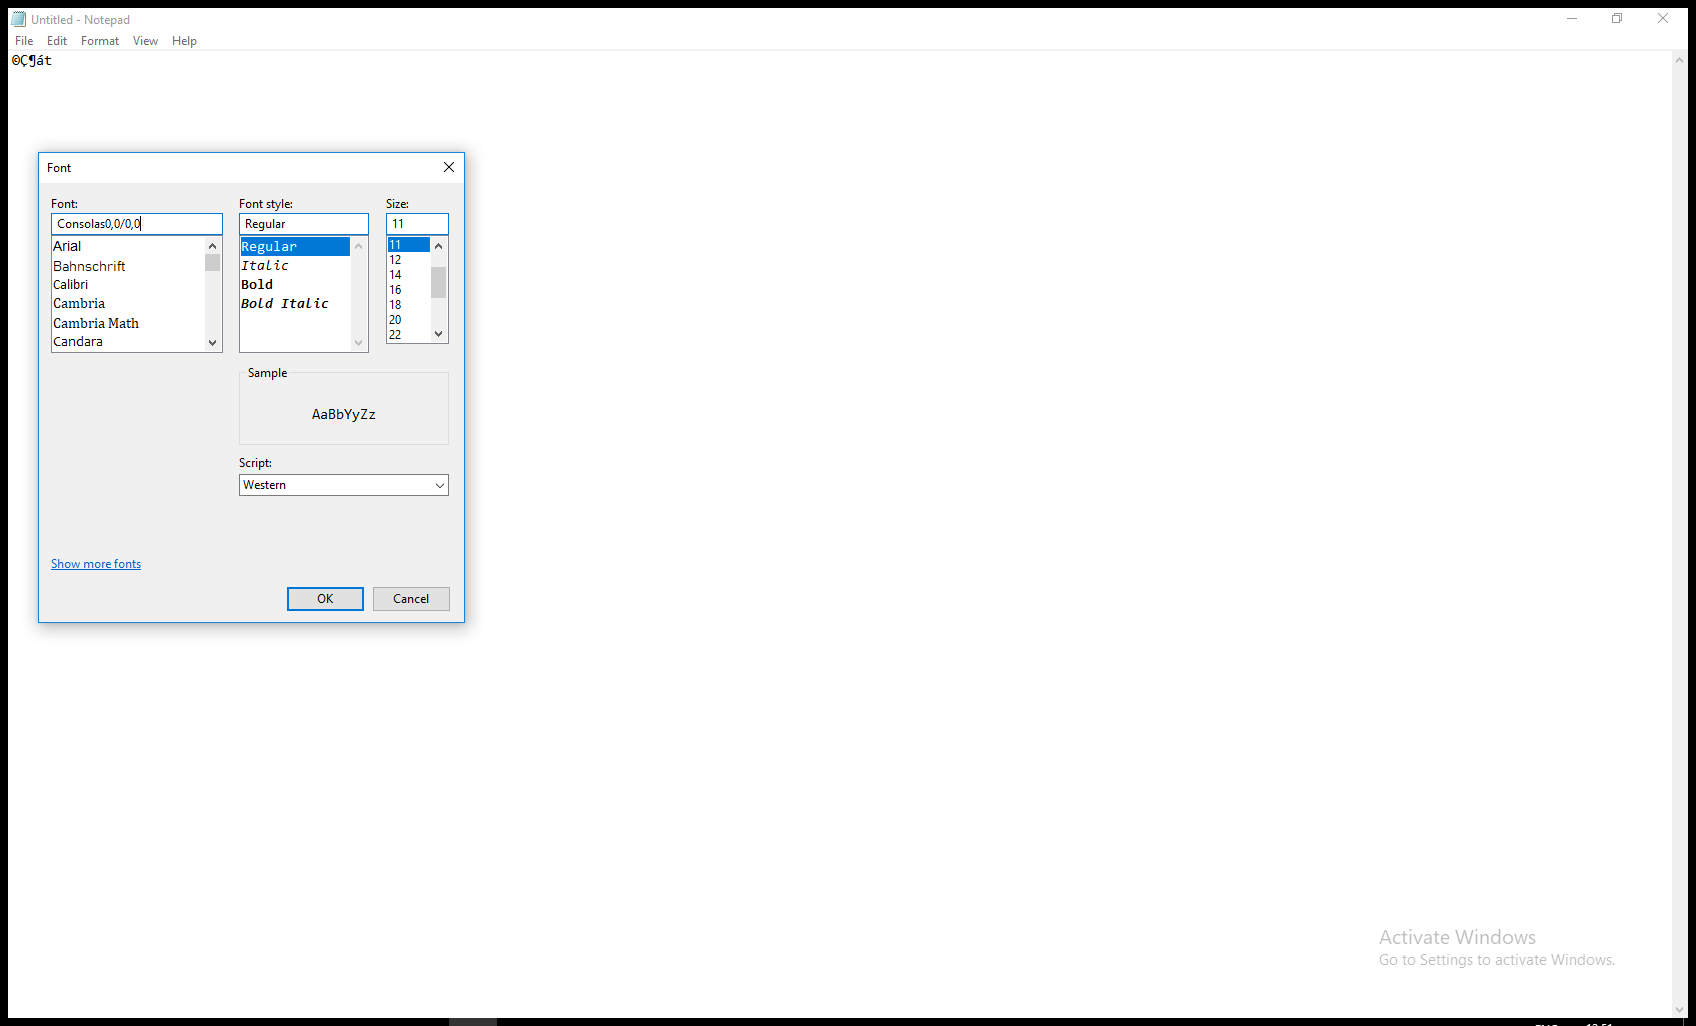 Untitled - Notepad
File Edit Format View Help
©Ç¶át
Font
Font: Font style: Size:
Consolas0,0/0,0 Regular 11
Arial Regular 11
Bahnschrift Italic 12
Calibri Bold 14
Cambria Bold Italic 16
Cambria Math 18
Candara 20
22
Sample
AaBbYyZz
Script:
Western
Show more fonts
OK Cancel
Activate Windows
Go to Settings to activate Windows.